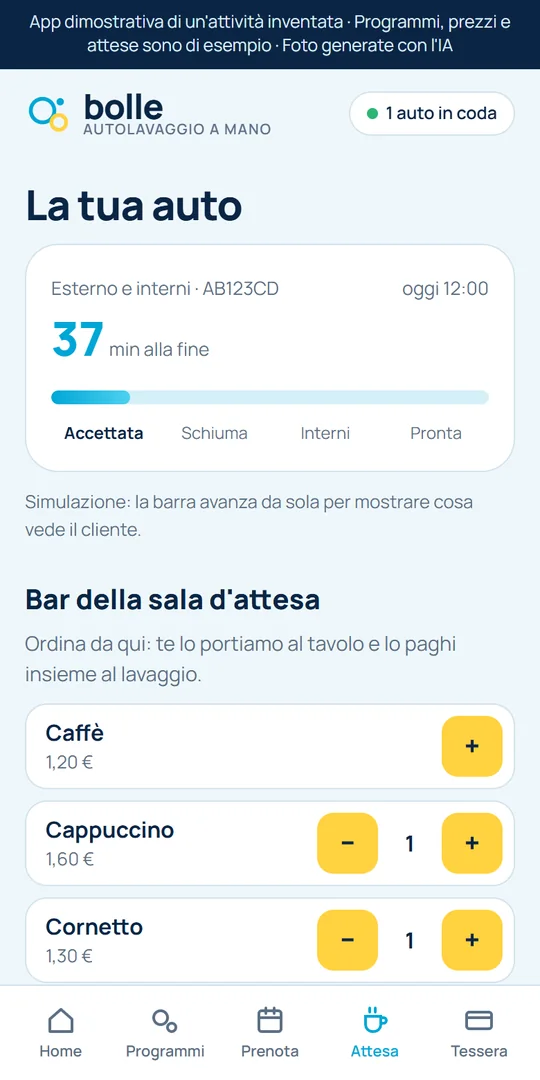 App dimostrativa di un'attività inventata · Programmi, prezzi e
attese sono di esempio · Foto generate con l'IA
bolle
AUTOLAVAGGIO A MANO
1 auto in coda
La tua auto
Esterno e interni · AB123CD
oggi 12:00
37 min alla fine
Accettata
Schiuma
Interni
Pronta
Simulazione: la barra avanza da sola per mostrare cosa
vede il cliente.
Bar della sala d'attesa
Ordina da qui: te lo portiamo al tavolo e lo paghi
insieme al lavaggio.
Caffè
1,20 €
+
Cappuccino
1,60 €
− 1 +
Cornetto
1,30 €
− 1 +
Home
Programmi
Prenota
Attesa
Tessera